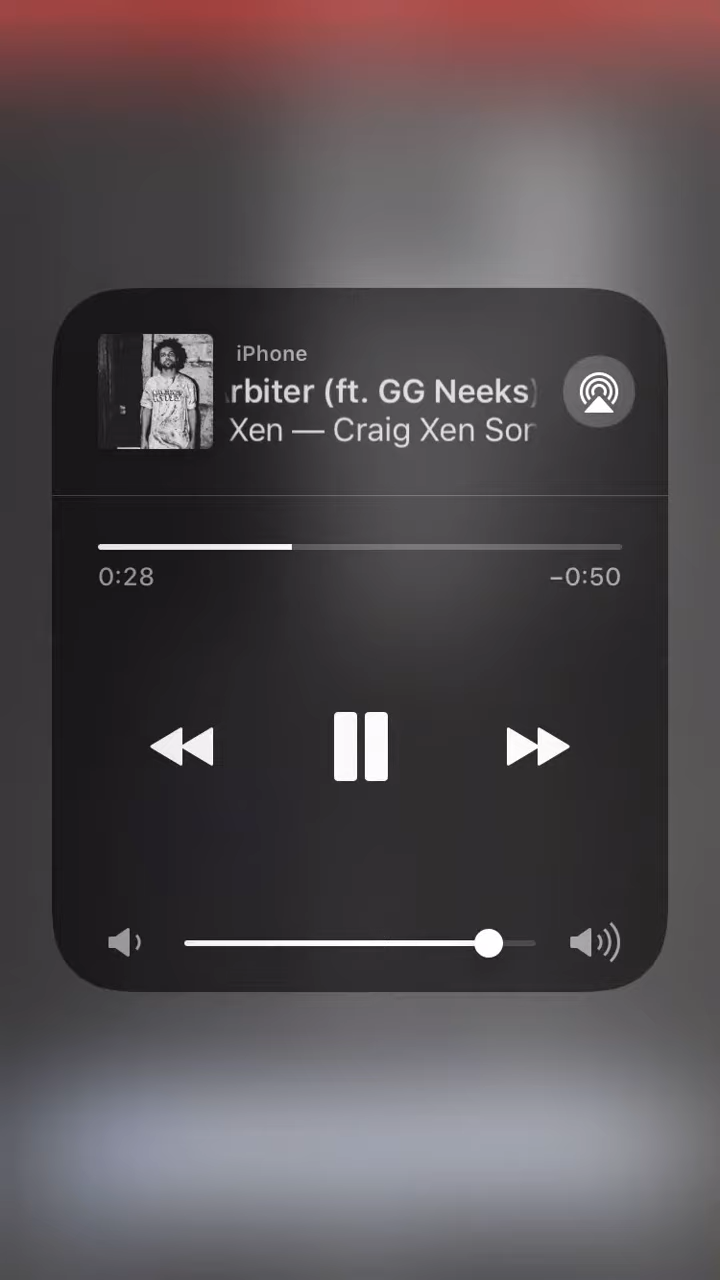 iPhone
rbiter (ft. GG Neeks)
Xen — Craig Xen Sor
0:28
−0:50